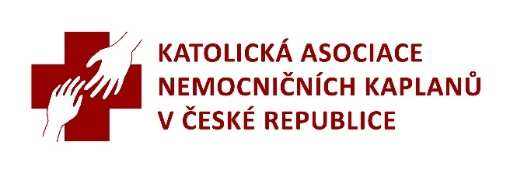 KATOLICKÁ ASOCIACE
NEMOCNIČNÍCH KAPLANŮ
V ČESKÉ REPUBLICE